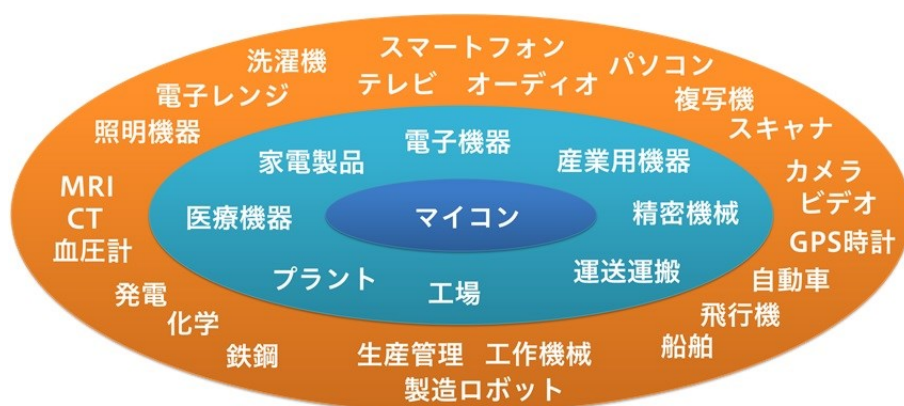 スマートフォン
洗濯機
テレビ オーディオ
パソコン
電子レンジ
複写機
照明機器
スキャナ
電子機器
家電製品
産業用機器
カメラ
MRI
ビデオ
CT
医療機器
マイコン
精密機械
血圧計
GPS時計
プラント
工場
運送運搬
自動車
発電
飛行機
化学
船舶
鉄鋼
生産管理 工作機械
製造ロボット